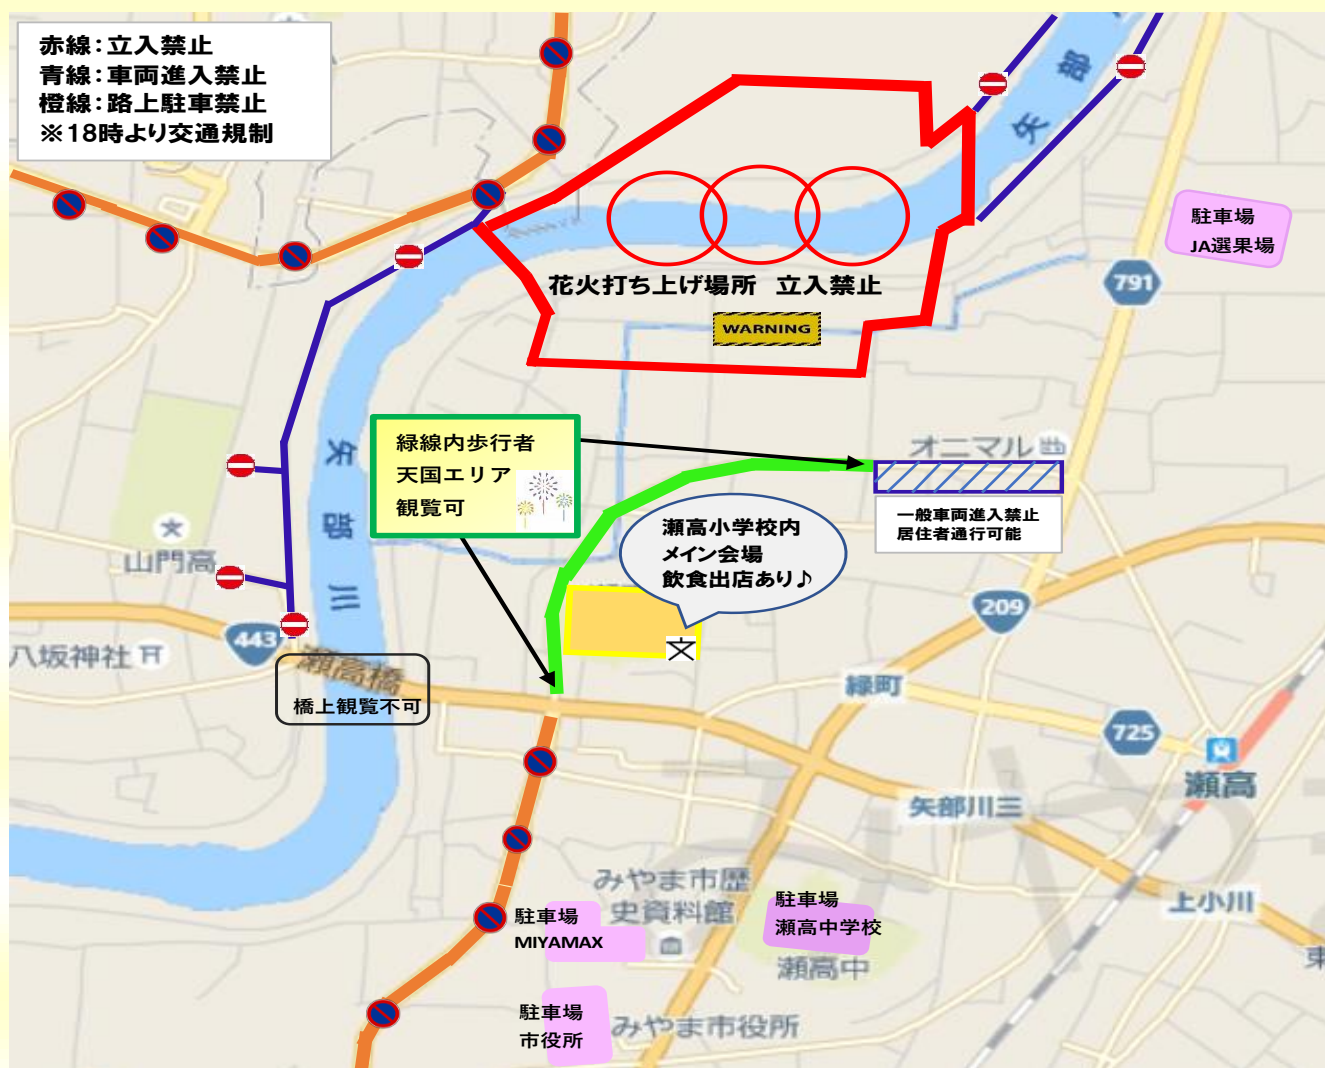 赤線：立入禁止
青線：車両進入禁止
橙線：路上駐車禁止
※18時より交通規制
矢部
駐車場
JA選果場
791
花火打ち上げ場所 立入禁止
WARNING
緑線内歩行者
天国エリア
観覧可
オニマル
一般車両進入禁止
居住者通行可能
瀬高小学校内
メイン会場
飲食出店あり♪
矢部川
山門高
209
443
八坂神社
瀬高橋
橋上観覧不可
文
緑町
725
瀬高
矢部川三
みやま市歴
史資料館
上小川
駐車場
MIYAMAX
駐車場
瀬高中学校
瀬高中
東
駐車場
市役所
みやま市役所